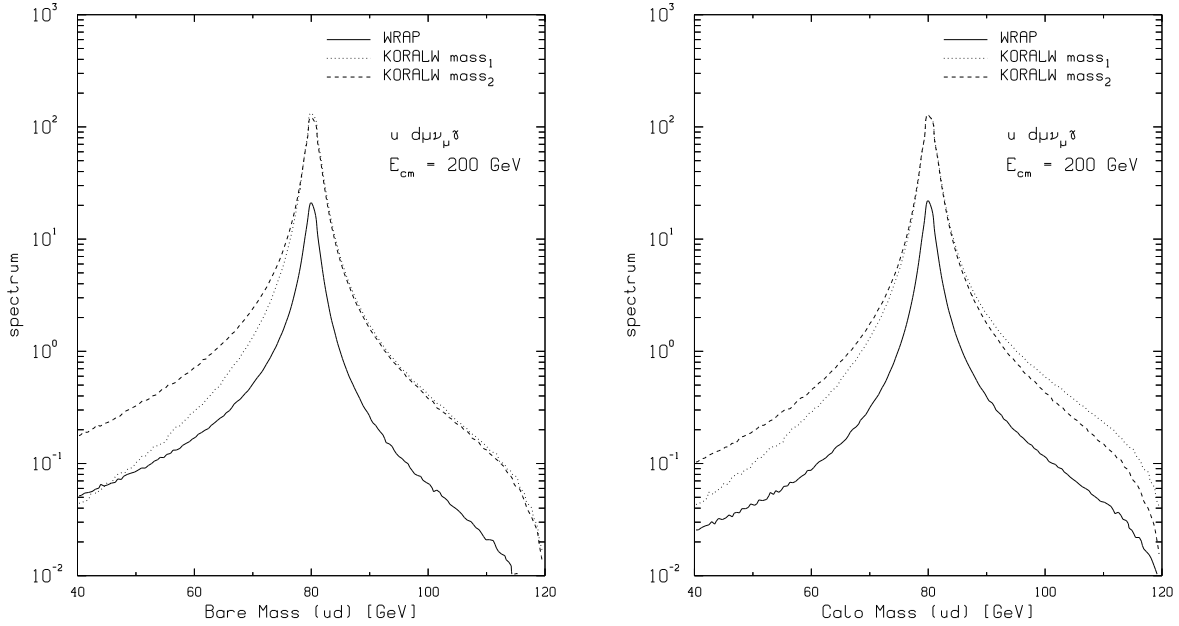 10³
10²
10¹
10⁰
10⁻¹
10⁻²
spectrum
WRAP
KORALW mass₁
KORALW mass₂
u dμν_μ γ
E_cm = 200 GeV
40 60 80 100 120
Bare Mass (ud) [GeV]
10³
10²
10¹
10⁰
10⁻¹
10⁻²
spectrum
WRAP
KORALW mass₁
KORALW mass₂
u dμν_μ γ
E_cm = 200 GeV
40 60 80 100 120
Calo Mass (ud) [GeV]